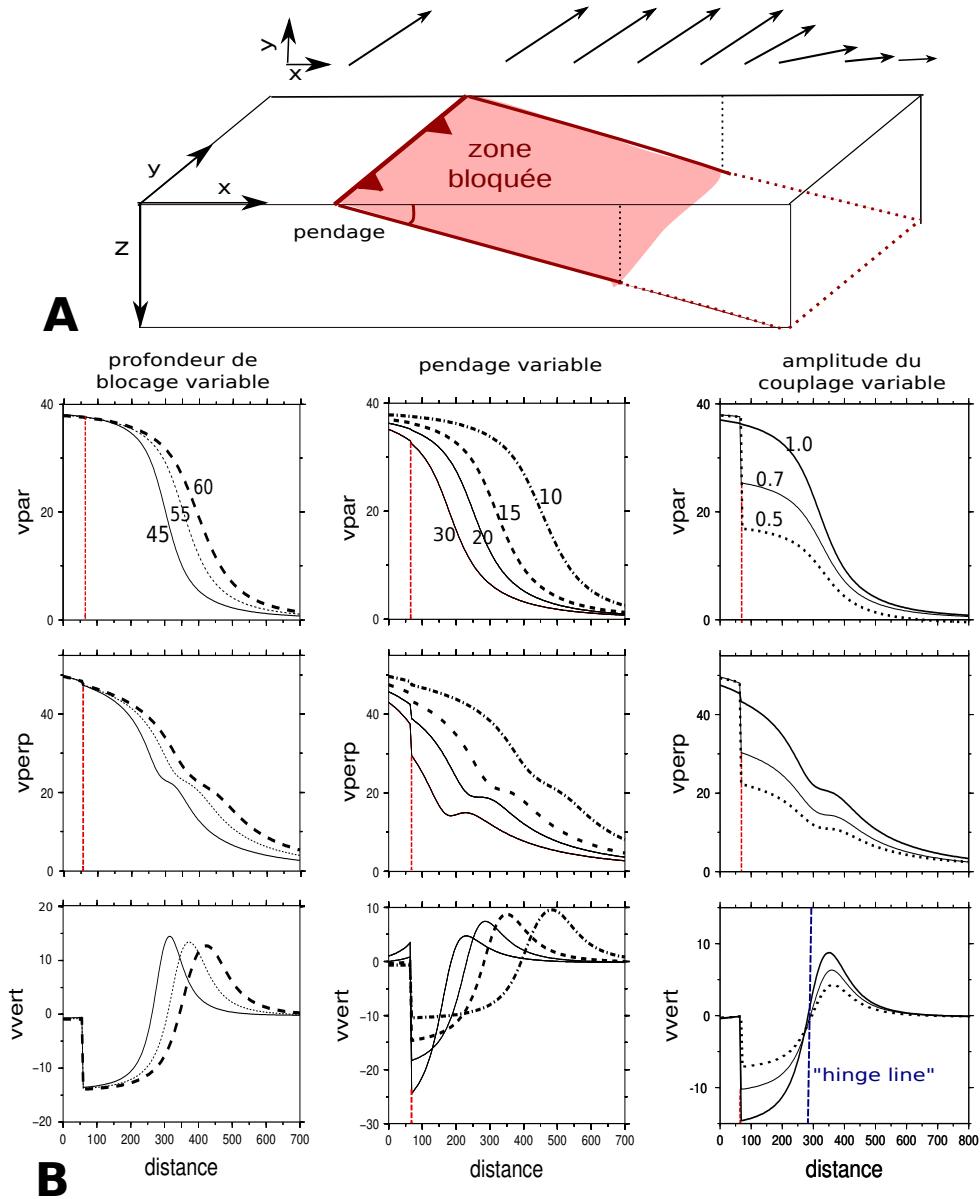 y
x
zone
bloquée
y
x
pendage
z
A
profondeur de
blocage variable
pendage variable
amplitude du
couplage variable
40
20
0
vpar
60
55
45
40
20
0
vpar
10
15
20
30
40
20
0
vpar
1.0
0.7
0.5
40
20
0
vperp
40
20
0
vperp
40
20
0
vperp
20
10
0
−10
−20
vvert
0 100 200 300 400 500 600 700
distance
10
0
−10
−20
−30
vvert
0 100 200 300 400 500 600 700
distance
10
0
-10
vvert
"hinge line"
0 100 200 300 400 500 600 700 800
distance
B